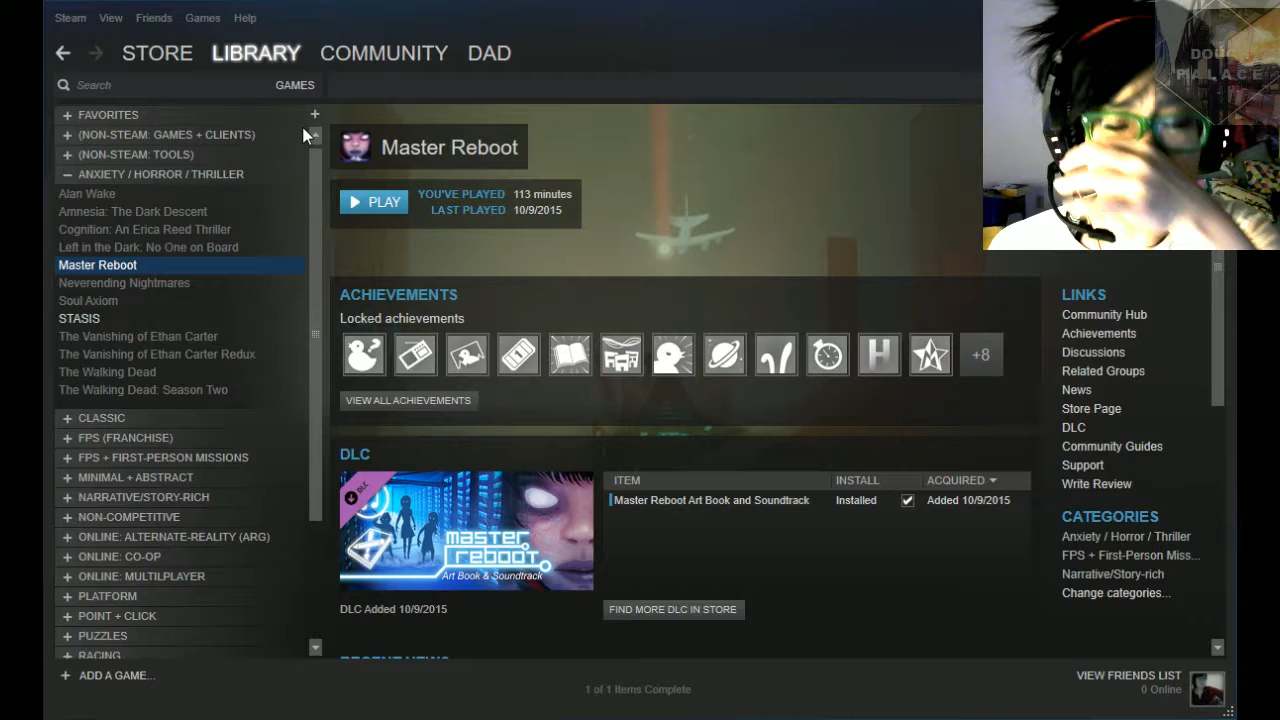 Steam View Friends Games Help
STORE LIBRARY COMMUNITY DAD
Search GAMES
FAVORITES
(NON-STEAM: GAMES + CLIENTS)
(NON-STEAM: TOOLS)
ANXIETY / HORROR / THRILLER
Alan Wake
Amnesia: The Dark Descent
Cognition: An Erica Reed Thriller
Left in the Dark: No One on Board
Master Reboot
Neverending Nightmares
Soul Axiom
STASIS
The Vanishing of Ethan Carter
The Vanishing of Ethan Carter Redux
The Walking Dead
The Walking Dead: Season Two
CLASSIC
FPS (FRANCHISE)
FPS + FIRST-PERSON MISSIONS
MINIMAL + ABSTRACT
NARRATIVE/STORY-RICH
NON-COMPETITIVE
ONLINE: ALTERNATE-REALITY (ARG)
ONLINE: CO-OP
ONLINE: MULTIPLAYER
PLATFORM
POINT + CLICK
PUZZLES
RACING
+ ADD A GAME...
Master Reboot
PLAY
YOU'VE PLAYED 113 minutes
LAST PLAYED 10/9/2015
ACHIEVEMENTS
Locked achievements
+8
VIEW ALL ACHIEVEMENTS
DLC
DLC
master
reboot
Art Book & Soundtrack
DLC Added 10/9/2015
ITEM INSTALL ACQUIRED
Master Reboot Art Book and Soundtrack Installed Added 10/9/2015
FIND MORE DLC IN STORE
1 of 1 Items Complete
LINKS
Community Hub
Achievements
Discussions
Related Groups
News
Store Page
DLC
Community Guides
Support
Write Review
CATEGORIES
Anxiety / Horror / Thriller
FPS + First-Person Miss...
Narrative/Story-rich
Change categories...
VIEW FRIENDS LIST
0 Online
PALACE